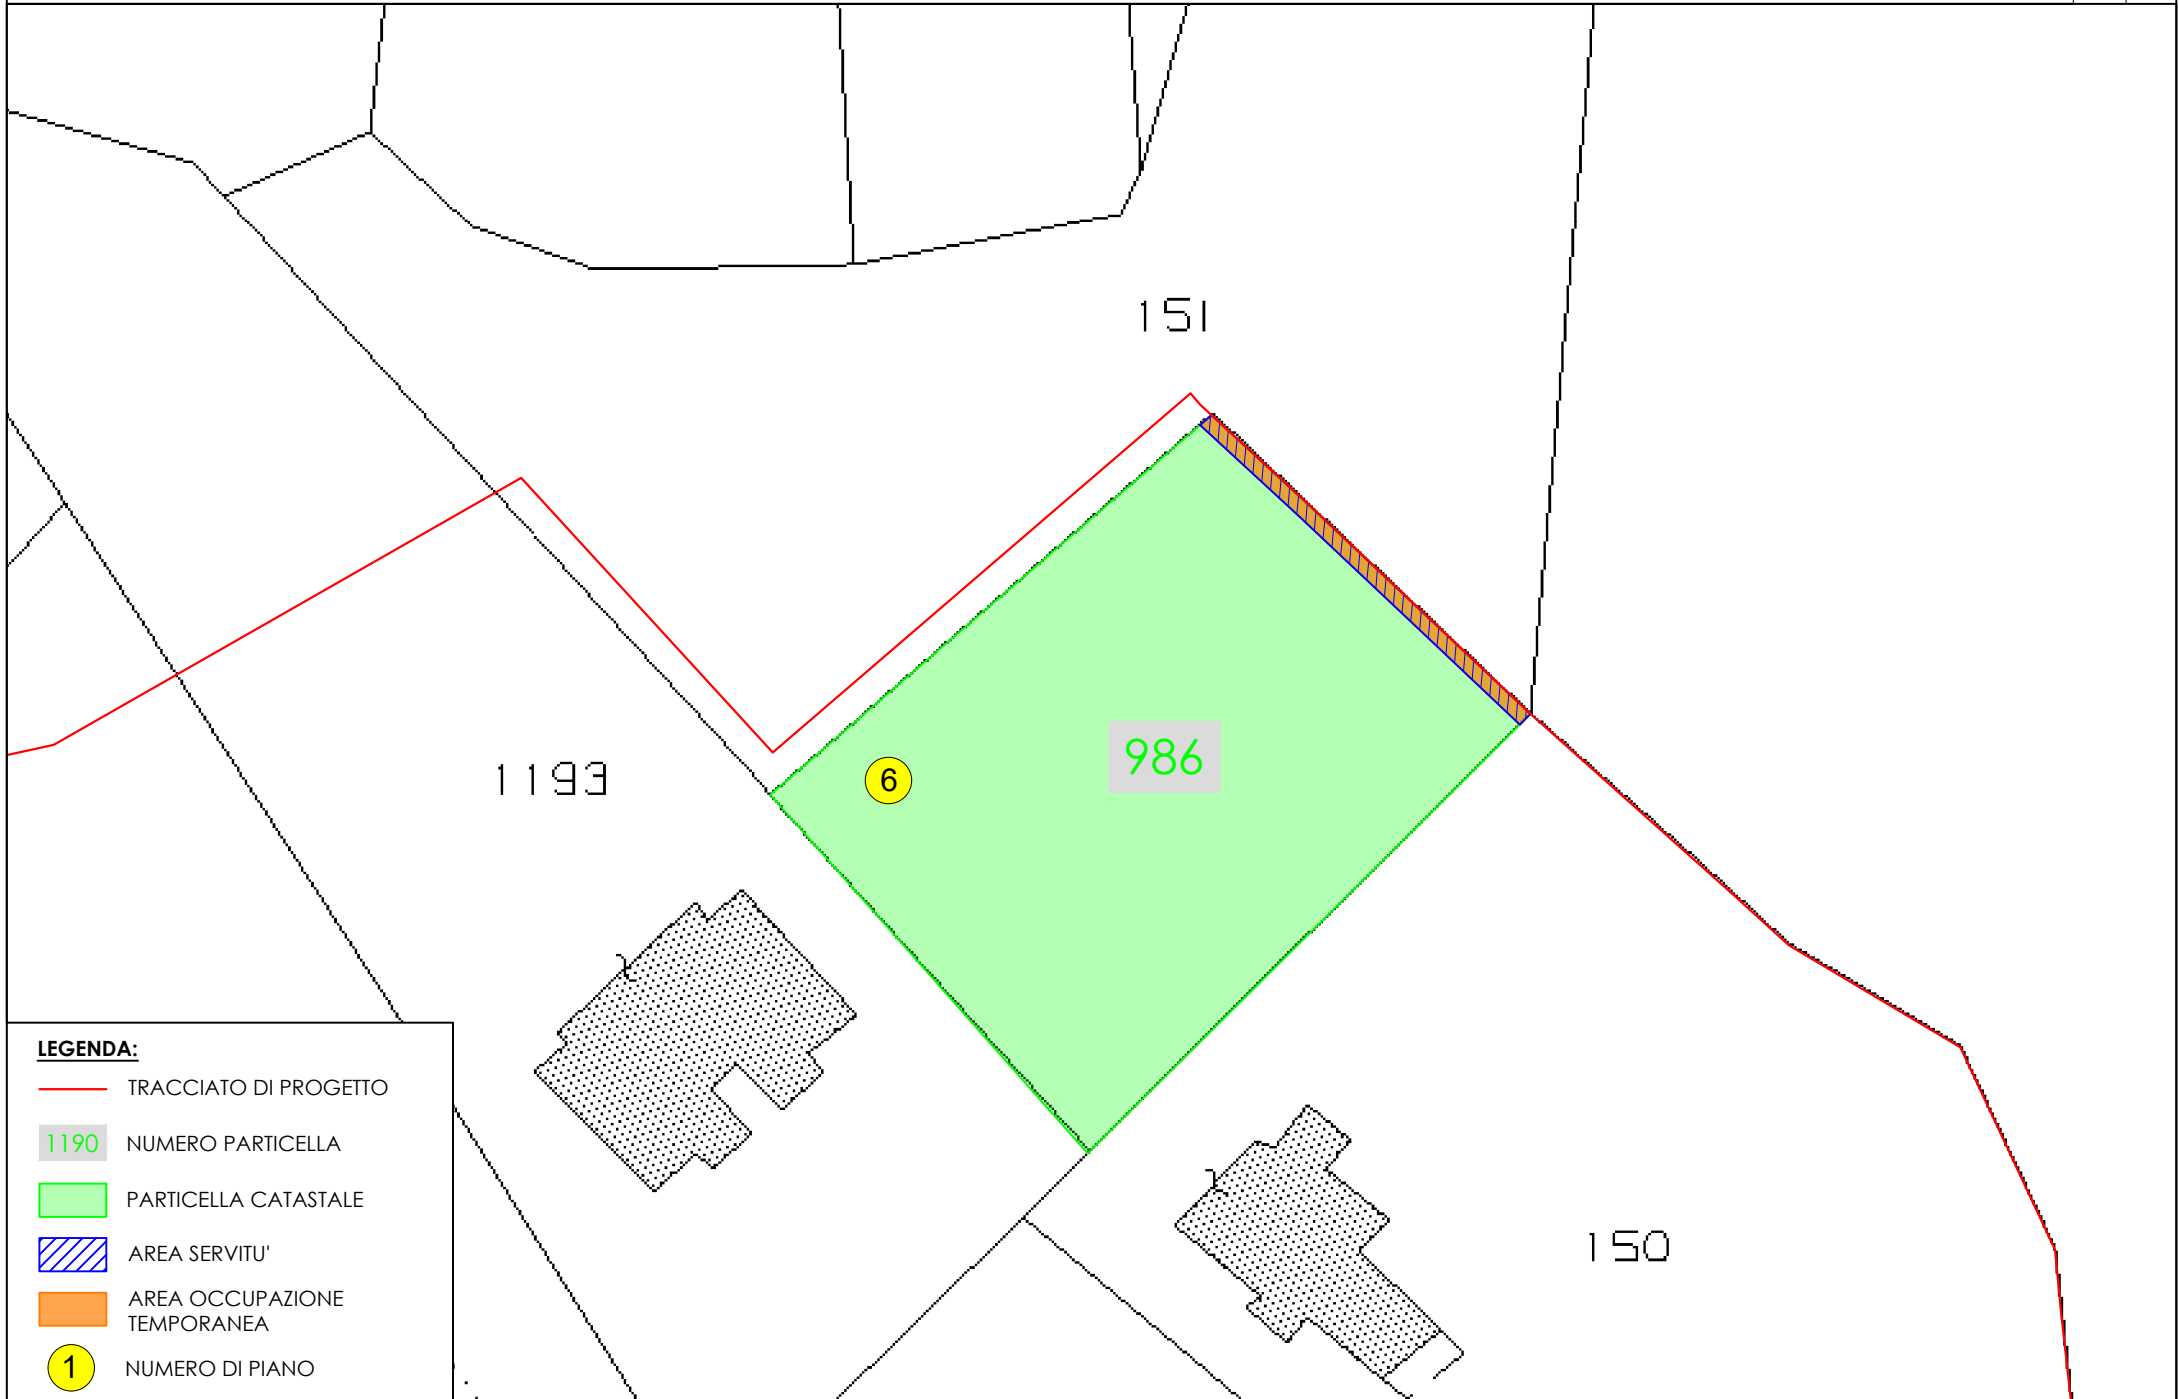 151
986
6
1193
150
LEGENDA:
TRACCIATO DI PROGETTO
1190 NUMERO PARTICELLA
PARTICELLA CATASTALE
AREA SERVITU'
AREA OCCUPAZIONE
TEMPORANEA
1 NUMERO DI PIANO